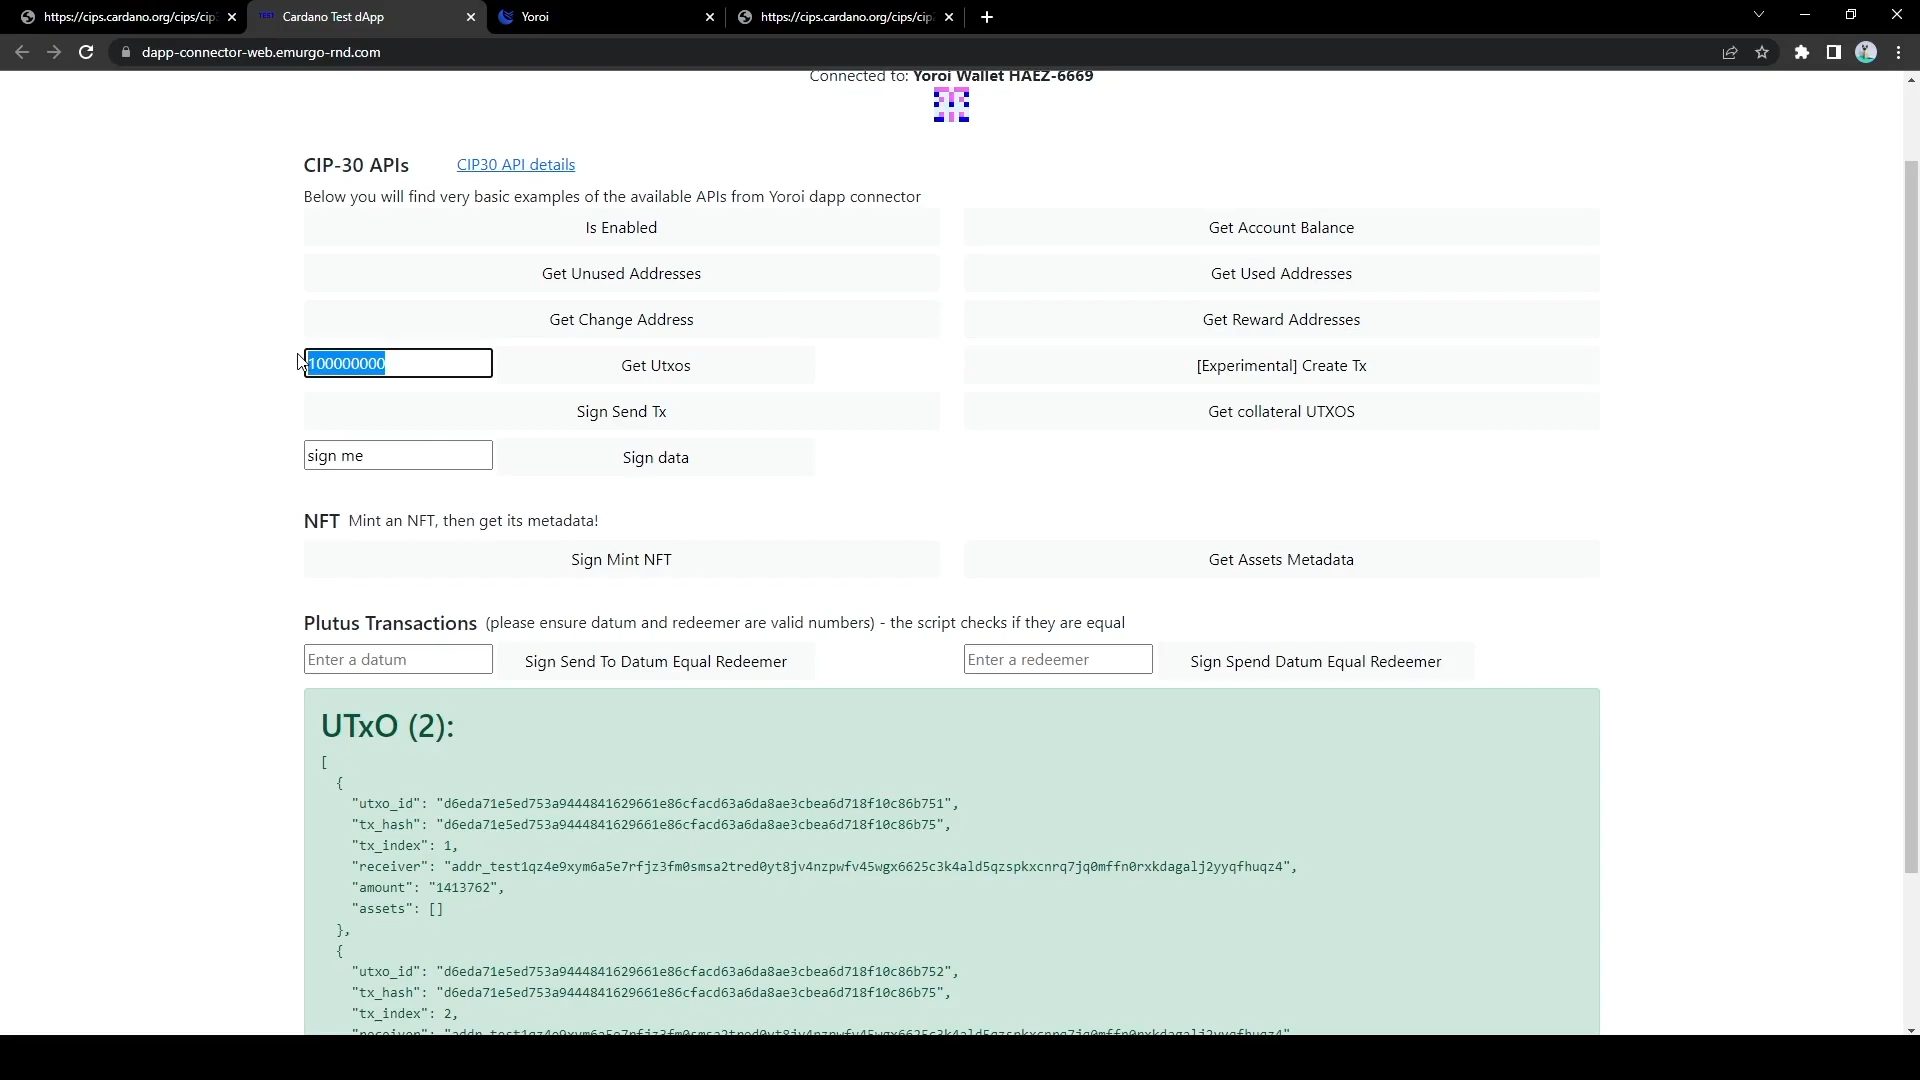 https://cips.cardano.org/cips/cip
Cardano Test dApp
Yoroi
https://cips.cardano.org/cips/cip
dapp-connector-web.emurgo-rnd.com
Connected to: Yoroi Wallet HAEZ-6669
CIP-30 APIs CIP30 API details
Below you will find very basic examples of the available APIs from Yoroi dapp connector
Is Enabled
Get Account Balance
Get Unused Addresses
Get Used Addresses
Get Change Address
Get Reward Addresses
100000000
Get Utxos
[Experimental] Create Tx
Sign Send Tx
Get collateral UTXOS
sign me
Sign data
NFT Mint an NFT, then get its metadata!
Sign Mint NFT
Get Assets Metadata
Plutus Transactions (please ensure datum and redeemer are valid numbers) - the script checks if they are equal
Enter a datum
Sign Send To Datum Equal Redeemer
Enter a redeemer
Sign Spend Datum Equal Redeemer
UTxO (2):
[
{
"utxo_id": "d6eda71e5ed753a9444841629661e86cfacd63a6da8ae3cbea6d718f10c86b751",
"tx_hash": "d6eda71e5ed753a9444841629661e86cfacd63a6da8ae3cbea6d718f10c86b75",
"tx_index": 1,
"receiver": "addr_test1qz4e9xym6a5e7rfjz3fm0smsa2tred0yt8jv4nzpwfv45wgx6625c3k4ald5qzspkxcnrq7jq0mffn0rxkdagalj2yyqfhuqz4",
"amount": "1413762",
"assets": []
},
{
"utxo_id": "d6eda71e5ed753a9444841629661e86cfacd63a6da8ae3cbea6d718f10c86b752",
"tx_hash": "d6eda71e5ed753a9444841629661e86cfacd63a6da8ae3cbea6d718f10c86b75",
"tx_index": 2,